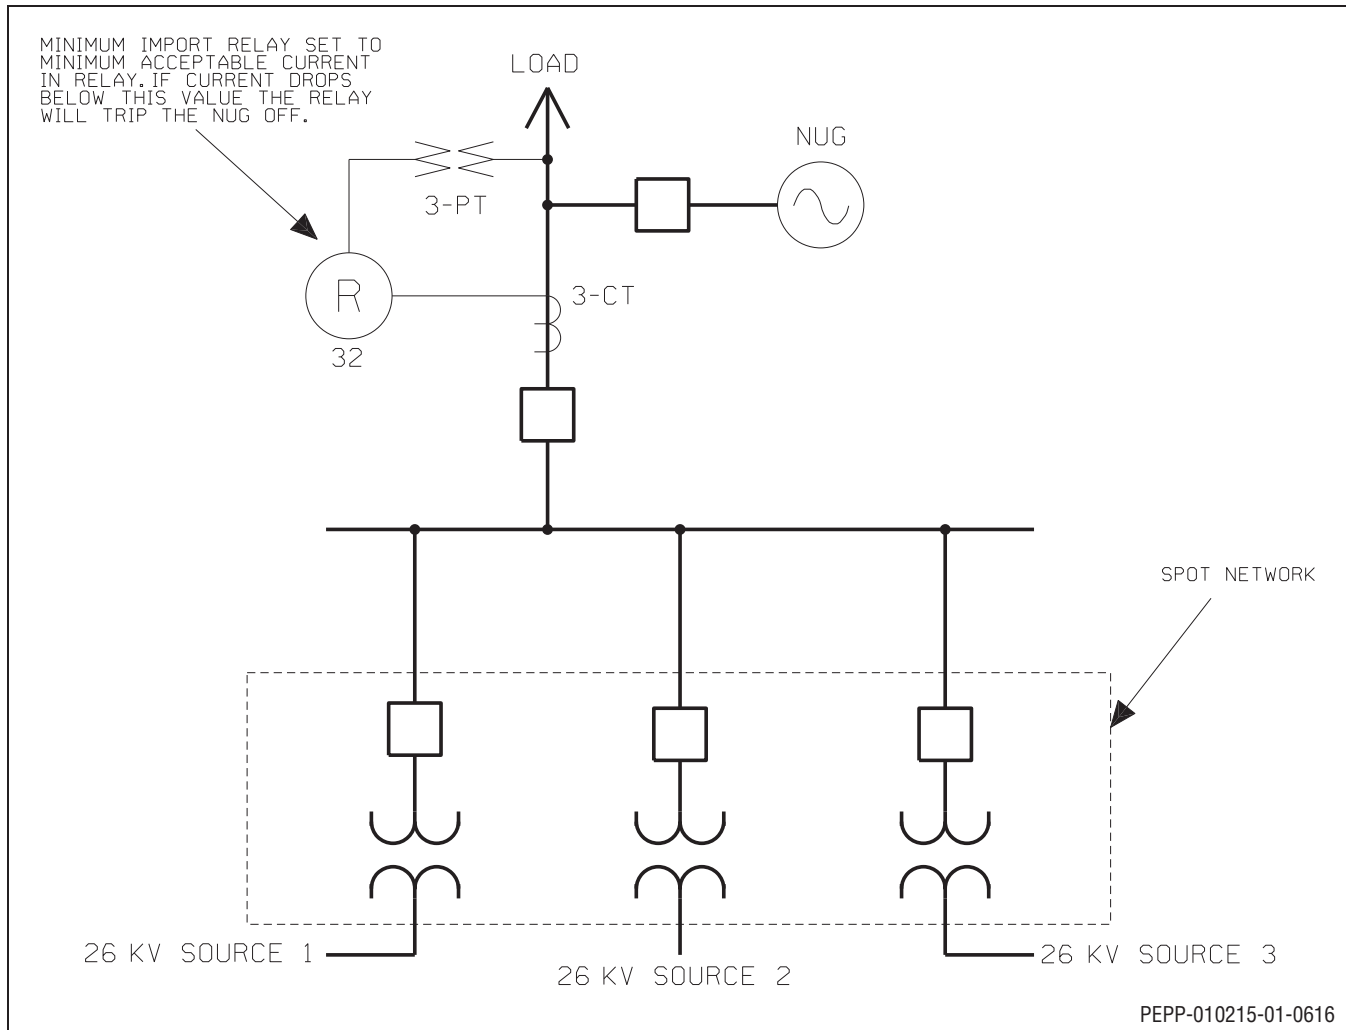 MINIMUM IMPORT RELAY SET TO
MINIMUM ACCEPTABLE CURRENT
IN RELAY. IF CURRENT DROPS
BELOW THIS VALUE THE RELAY
WILL TRIP THE NUG OFF.
LOAD
NUG
3-PT
R
3-CT
32
SPOT NETWORK
26 KV SOURCE 1
26 KV SOURCE 2
26 KV SOURCE 3
PEPP-010215-01-0616